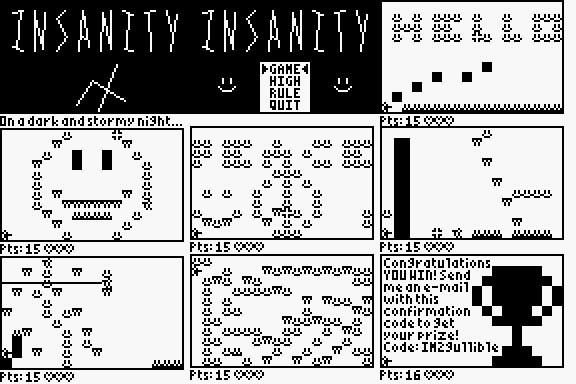 INSANITY
INSANITY
GAME
HIGH
RULE
QUIT
On a dark and stormy night...
Pts:15
Pts:15
Pts:15
Pts:15
Pts:15
Pts:15
Congratulations
YOU WIN! Send
me an e-mail
with this
confirmation
code to get
your prize!
Code:IM23ullible
Pts:16